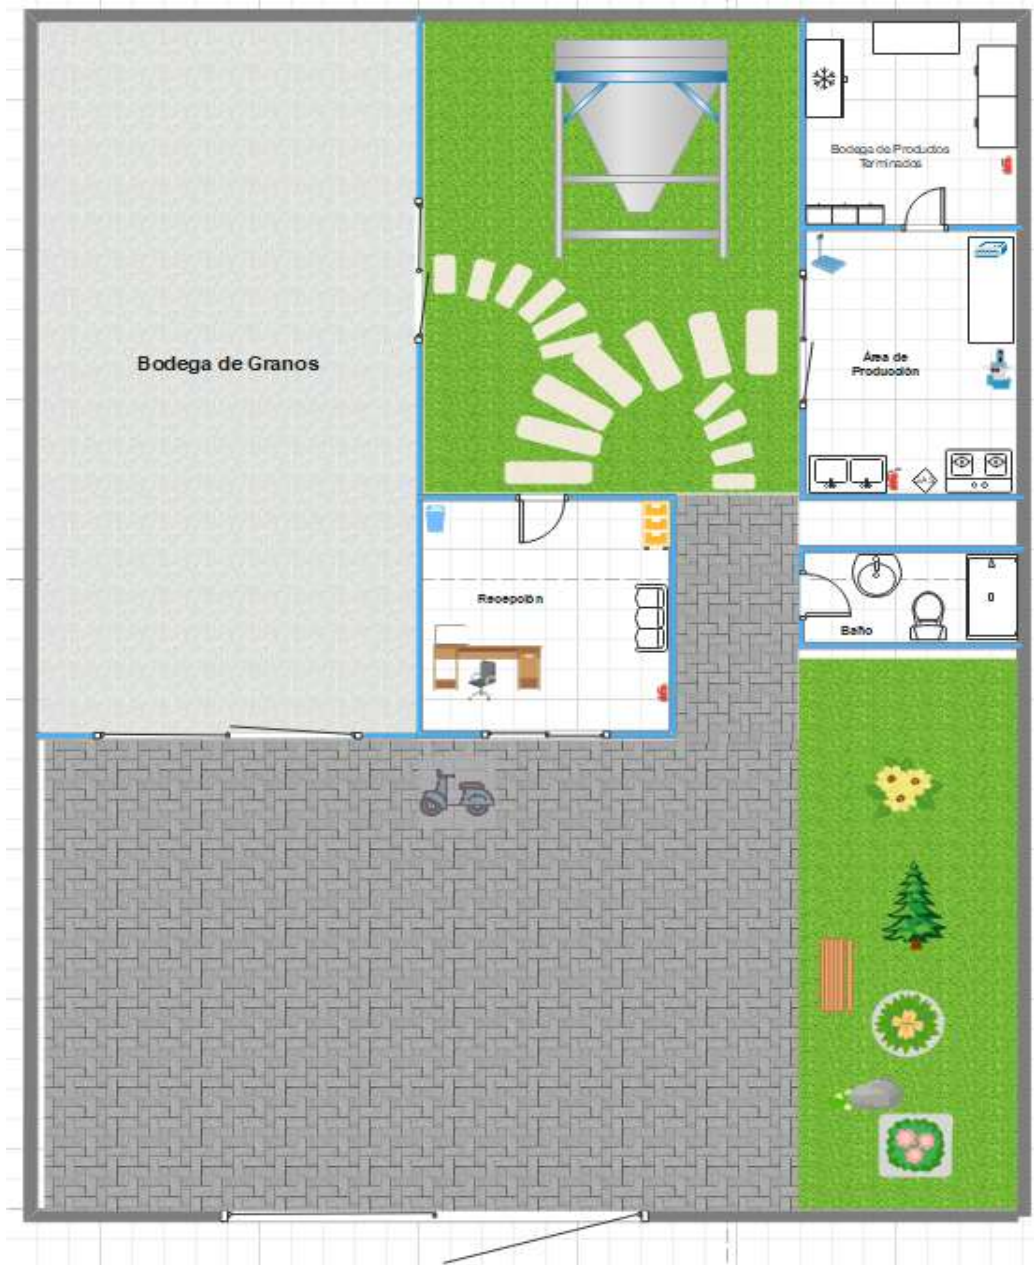 Bodega de Productos
Terminados
Bodega de Granos
Área de
Producción
Recepción
Baño